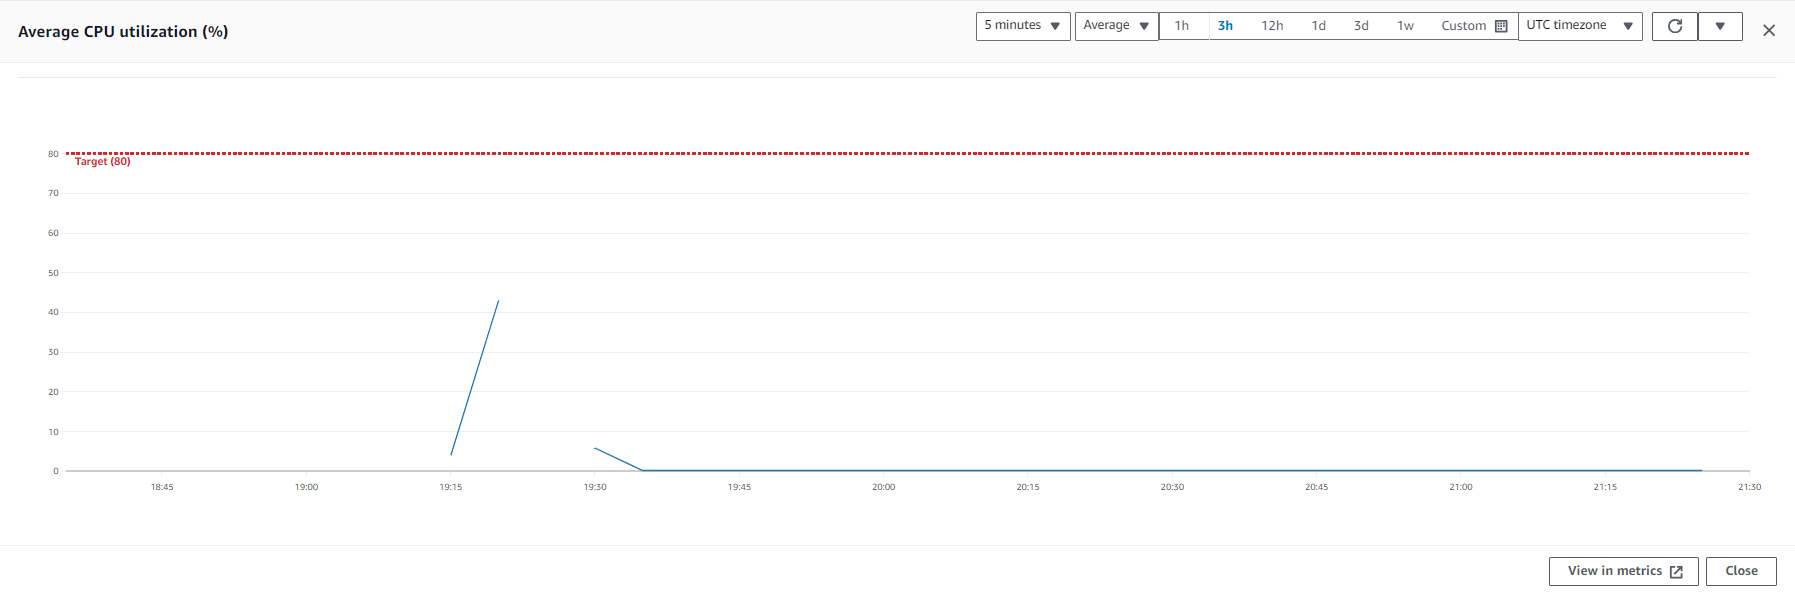 Average CPU utilization (%)
5 minutes
Average
1h
3h
12h
1d
3d
1w
Custom
UTC timezone
80
Target (80)
70
60
50
40
30
20
10
0
18:45
19:00
19:15
19:30
19:45
20:00
20:15
20:30
20:45
21:00
21:15
21:30
View in metrics
Close